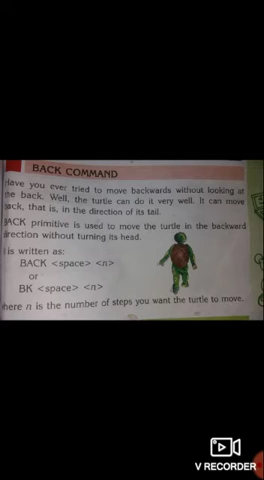 BACK COMMAND
Have you ever tried to move backwards without looking at
the back. Well, the turtle can do it very well. It can move
back, that is, in the direction of its tail.
BACK primitive is used to move the turtle in the backward
direction without turning its head.
is written as:
BACK <space> <n>
or
BK <space> <n>
here n is the number of steps you want the turtle to move.
V RECORDER